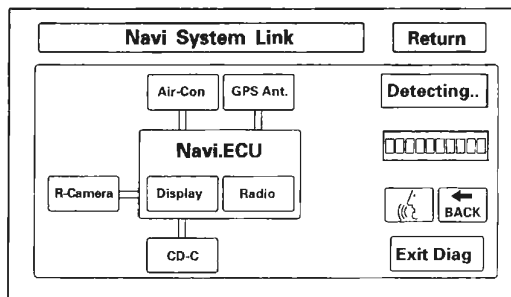 Navi System Link
Return
Air-Con
GPS Ant.
Detecting..
Navi.ECU
R-Camera
Display
Radio
BACK
CD-C
Exit Diag